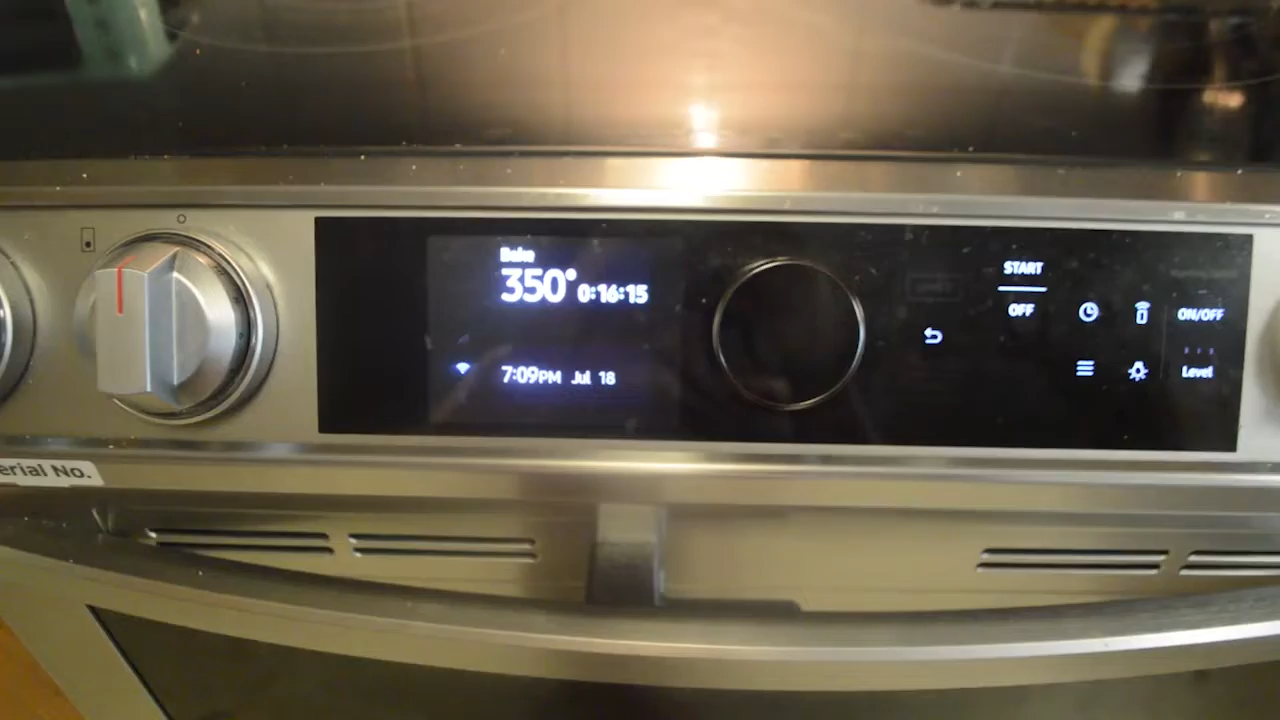 Bake
350° 0:16:15
7:09PM Jul 18
START
OFF
ON/OFF
Level
erial No.